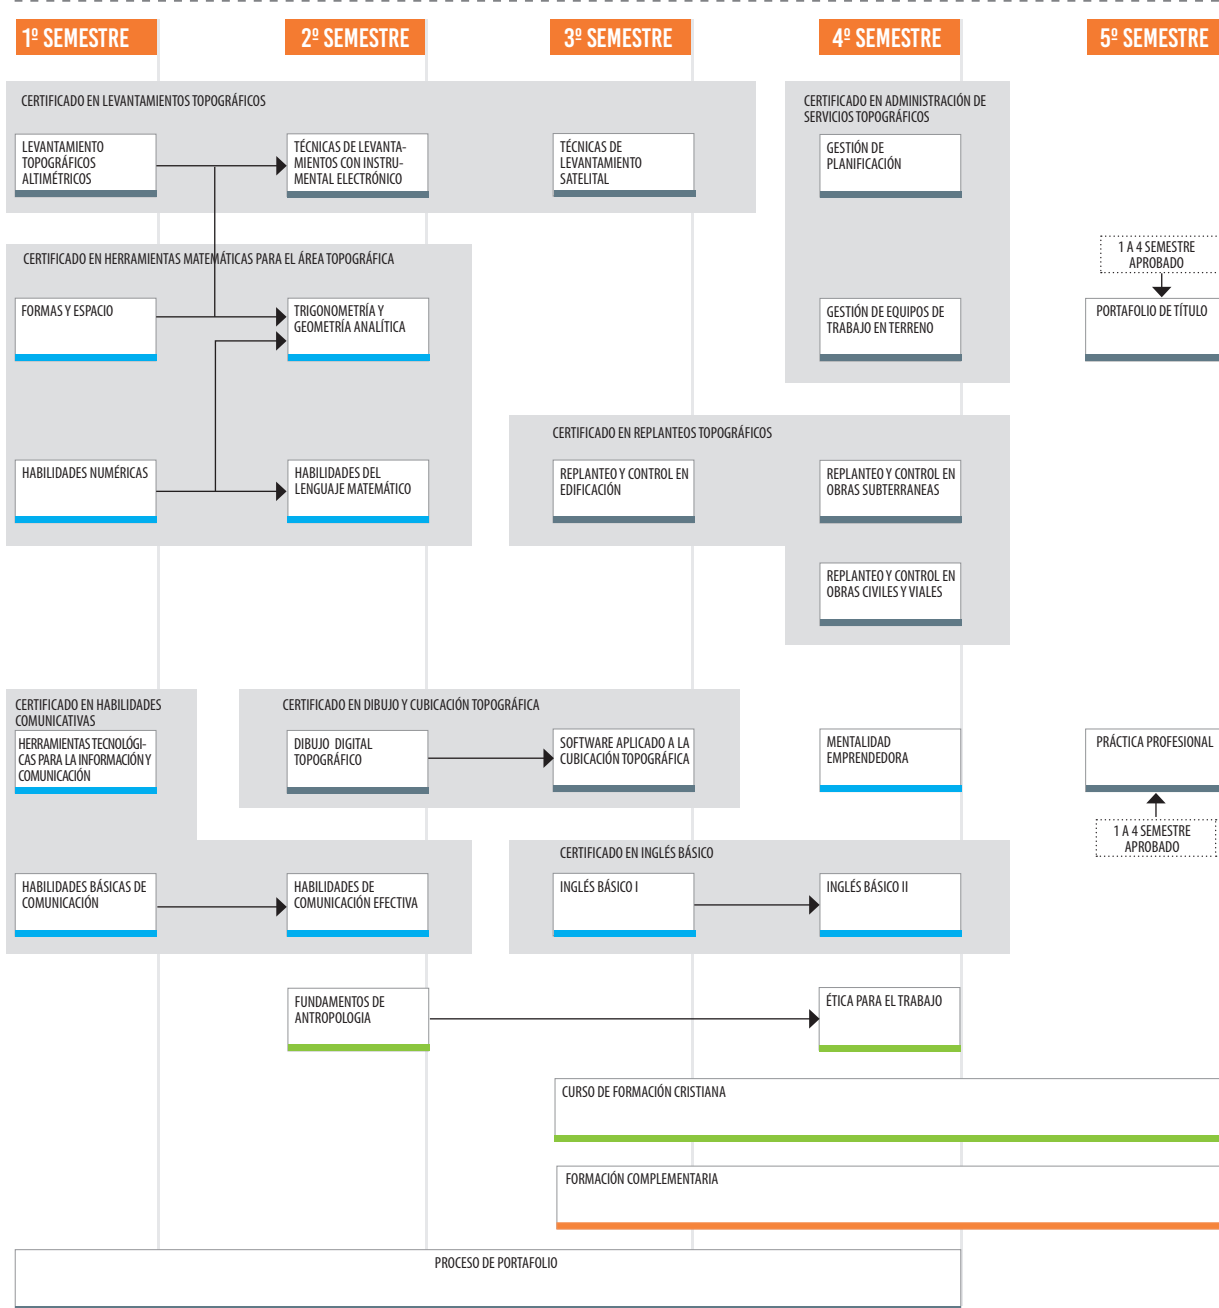 1º SEMESTRE
2º SEMESTRE
3º SEMESTRE
4º SEMESTRE
5º SEMESTRE
CERTIFICADO EN LEVANTAMIENTOS TOPOGRÁFICOS
CERTIFICADO EN ADMINISTRACIÓN DE
SERVICIOS TOPOGRÁFICOS
LEVANTAMIENTO
TOPOGRÁFICOS
ALTIMÉTRICOS
TÉCNICAS DE LEVANTA-
MIENTOS CON INSTRU-
MENTAL ELECTRÓNICO
TÉCNICAS DE
LEVANTAMIENTO
SATELITAL
GESTIÓN DE
PLANIFICACIÓN
CERTIFICADO EN HERRAMIENTAS MATEMÁTICAS PARA EL ÁREA TOPOGRÁFICA
1 A 4 SEMESTRE
APROBADO
FORMAS Y ESPACIO
TRIGONOMETRÍA Y
GEOMETRÍA ANALÍTICA
GESTIÓN DE EQUIPOS DE
TRABAJO EN TERRENO
PORTAFOLIO DE TÍTULO
CERTIFICADO EN REPLANTEOS TOPOGRÁFICOS
HABILIDADES NUMÉRICAS
HABILIDADES DEL
LENGUAJE MATEMÁTICO
REPLANTEO Y CONTROL EN
EDIFICACIÓN
REPLANTEO Y CONTROL EN
OBRAS SUBTERRANEAS
REPLANTEO Y CONTROL EN
OBRAS CIVILES Y VIALES
CERTIFICADO EN HABILIDADES
COMUNICATIVAS
CERTIFICADO EN DIBUJO Y CUBICACIÓN TOPOGRÁFICA
HERRAMIENTAS TECNOLÓGI-
CAS PARA LA INFORMACIÓN Y
COMUNICACIÓN
DIBUJO DIGITAL
TOPOGRÁFICO
SOFTWARE APLICADO A LA
CUBICACIÓN TOPOGRÁFICA
MENTALIDAD
EMPRENDEDORA
PRÁCTICA PROFESIONAL
1 A 4 SEMESTRE
APROBADO
CERTIFICADO EN INGLÉS BÁSICO
HABILIDADES BÁSICAS DE
COMUNICACIÓN
HABILIDADES DE
COMUNICACIÓN EFECTIVA
INGLÉS BÁSICO I
INGLÉS BÁSICO II
FUNDAMENTOS DE
ANTROPOLOGIA
ÉTICA PARA EL TRABAJO
CURSO DE FORMACIÓN CRISTIANA
FORMACIÓN COMPLEMENTARIA
PROCESO DE PORTAFOLIO